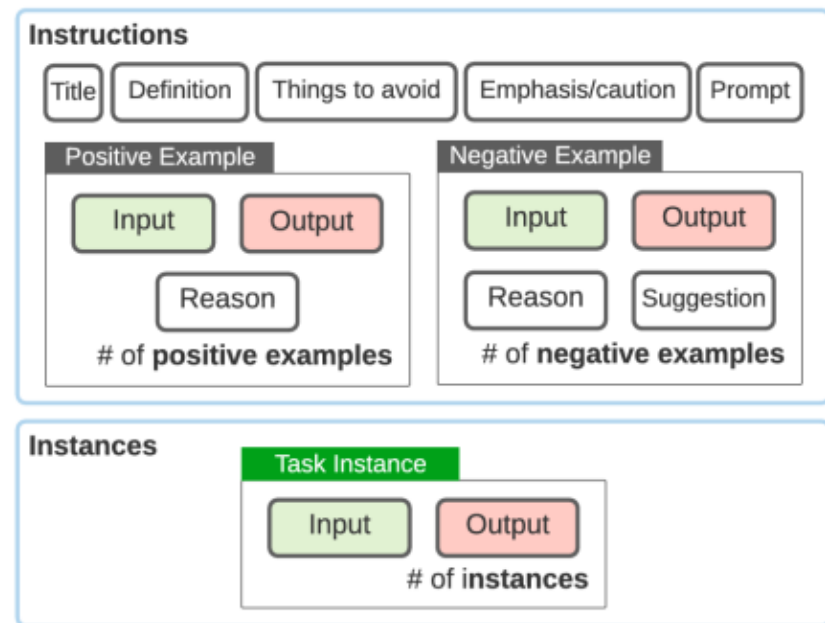 Instructions
Title Definition Things to avoid Emphasis/caution Prompt
Positive Example
Input Output
Reason
# of positive examples
Negative Example
Input Output
Reason Suggestion
# of negative examples
Instances
Task Instance
Input Output
# of instances